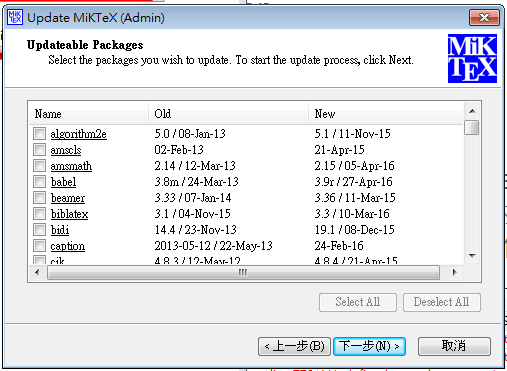 Update MiKTeX (Admin)
Updateable Packages
Select the packages you wish to update. To start the update process, click Next.
MiK
TEX
Name Old New
algorithm2e 5.0 / 08-Jan-13 5.1 / 11-Nov-15
amscls 02-Feb-13 21-Apr-15
amsmath 2.14 / 12-Mar-13 2.15 / 05-Apr-16
babel 3.8m / 24-Mar-13 3.9r / 27-Apr-16
beamer 3.33 / 07-Jan-14 3.36 / 11-Mar-15
biblatex 3.1 / 04-Nov-15 3.3 / 10-Mar-16
bidi 14.4 / 23-Nov-13 19.1 / 08-Dec-15
caption 2013-05-12 / 22-May-13 24-Feb-16
cjk 4.8.3 / 12-May-12 4.8.4 / 21-Apr-15
Select All Deselect All
< 上一步(B) 下一步(N) > 取消